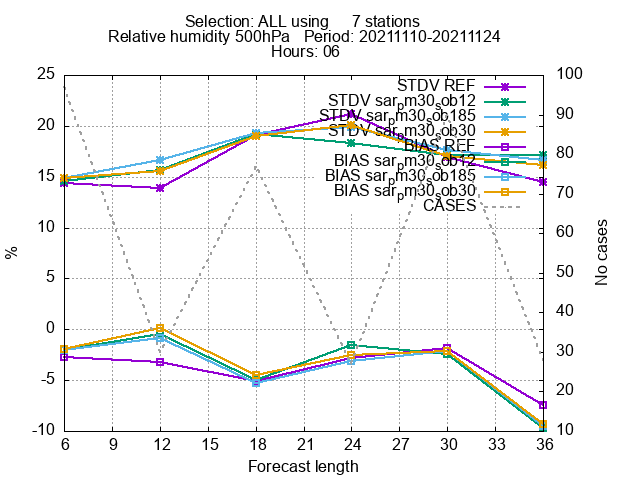 Selection: ALL using 7 stations
Relative humidity 500hPa Period: 20211110-20211124
Hours: 06
25 100
STDV REF
STDV sar_pm30_sob12
STDV sar_pm30_sob185
STDV sar_pm30_sob30
BIAS REF
BIAS sar_pm30_sob12
BIAS sar_pm30_sob185
BIAS sar_pm30_sob30
CASES
20 90
15 80
10 70
5 60
0 50
-5 40
-10 30
20
10
%
No cases
6 9 12 15 18 21 24 27 30 33 36
Forecast length